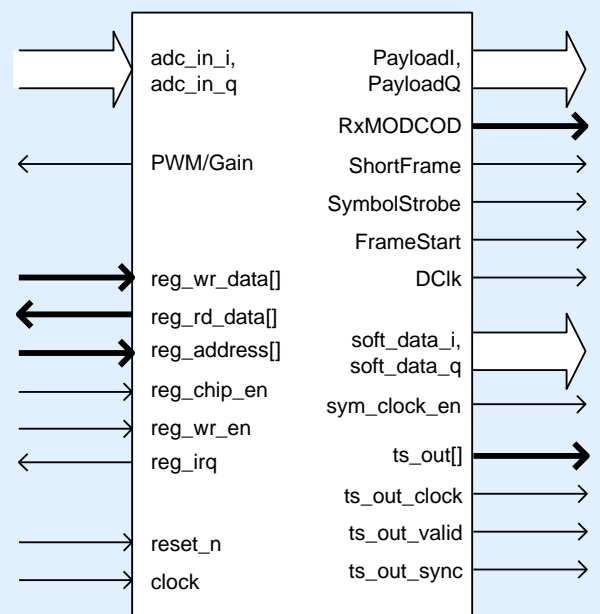 adc_in_i,
adc_in_q
PWM/Gain
reg_wr_data[]
reg_rd_data[]
reg_address[]
reg_chip_en
reg_wr_en
reg_irq
reset_n
clock
PayloadI,
PayloadQ
RxMODCOD
ShortFrame
SymbolStrobe
FrameStart
DClk
soft_data_i,
soft_data_q
sym_clock_en
ts_out[]
ts_out_clock
ts_out_valid
ts_out_sync